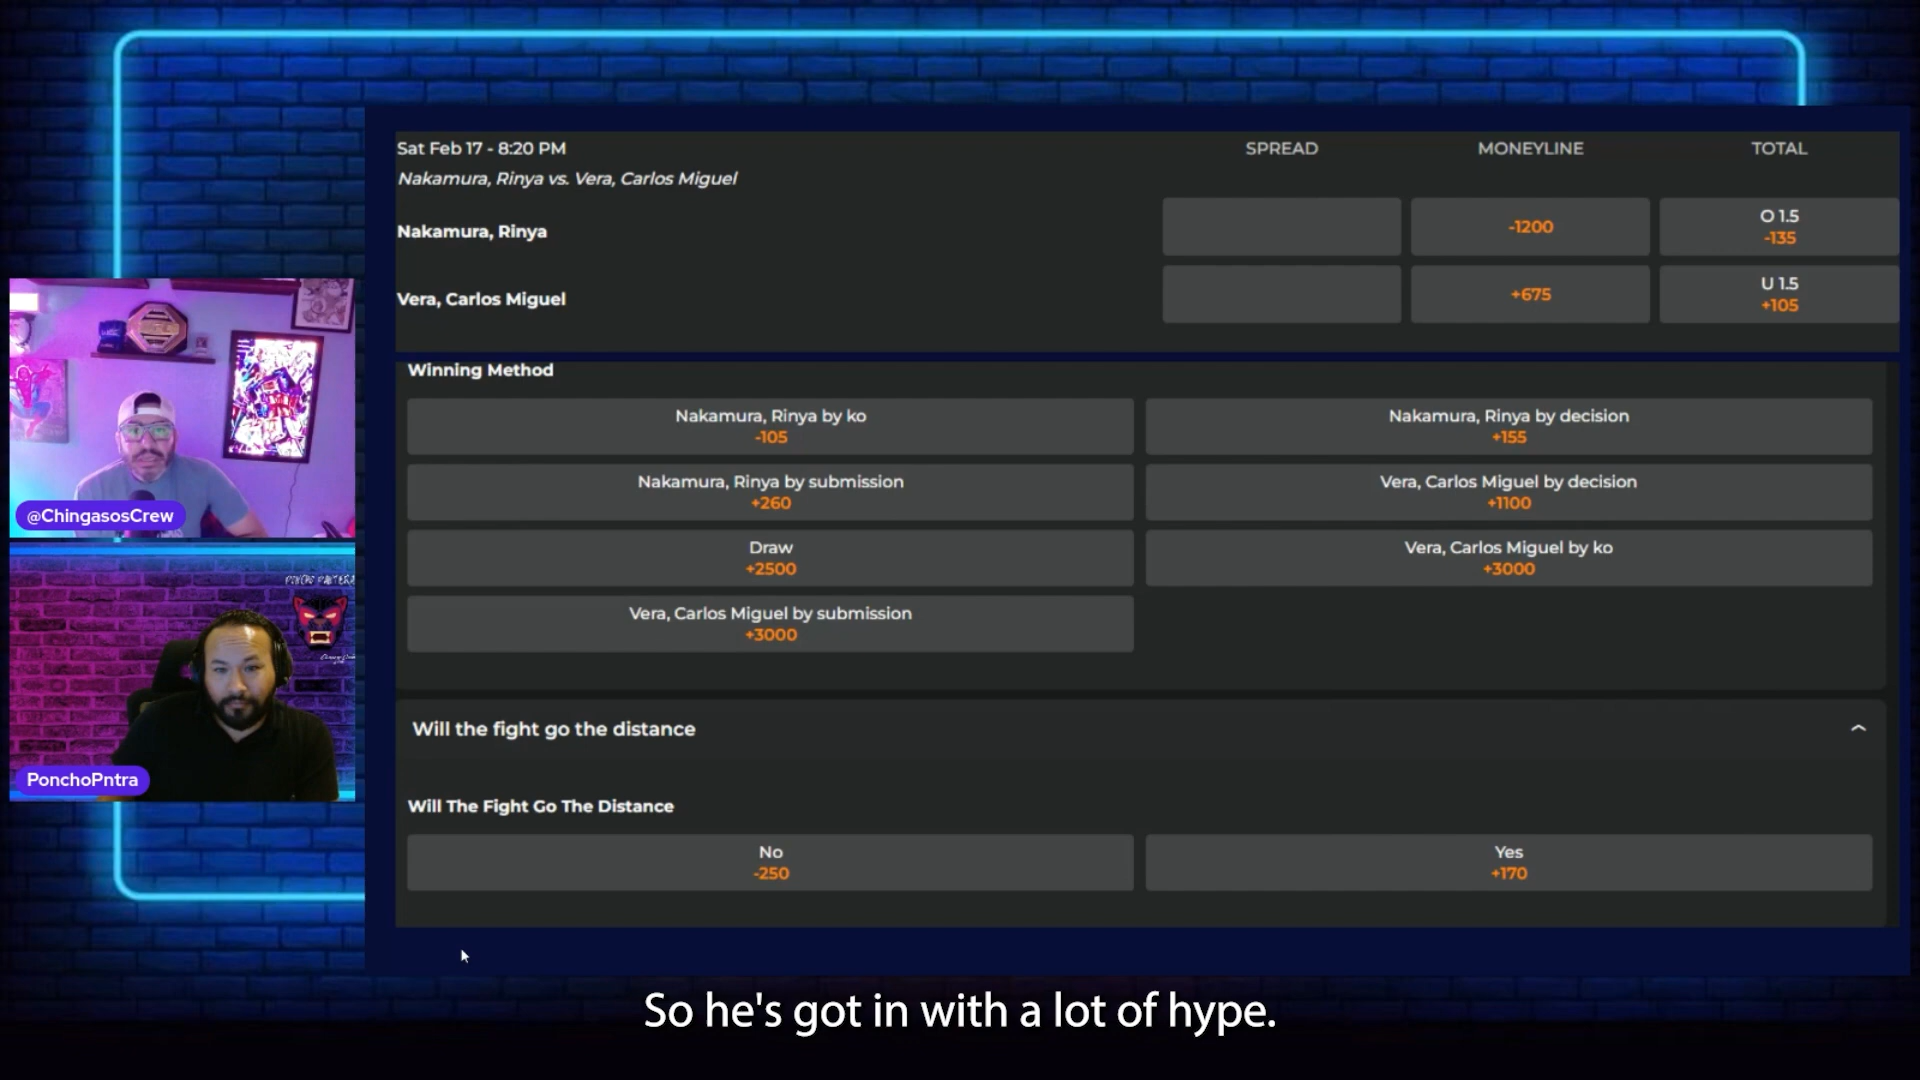 Sat Feb 17 - 8:20 PM
SPREAD
MONEYLINE
TOTAL
Nakamura, Rinya vs. Vera, Carlos Miguel
Nakamura, Rinya
-1200
O 1.5
-135
Vera, Carlos Miguel
+675
U 1.5
+105
Winning Method
Nakamura, Rinya by ko
-105
Nakamura, Rinya by decision
+155
Nakamura, Rinya by submission
+260
Vera, Carlos Miguel by decision
+1100
Draw
+2500
Vera, Carlos Miguel by ko
+3000
Vera, Carlos Miguel by submission
+3000
Will the fight go the distance
Will The Fight Go The Distance
No
-250
Yes
+170
@ChingasosCrew
PONCHO PANTERA
PonchoPntra
So he's got in with a lot of hype.